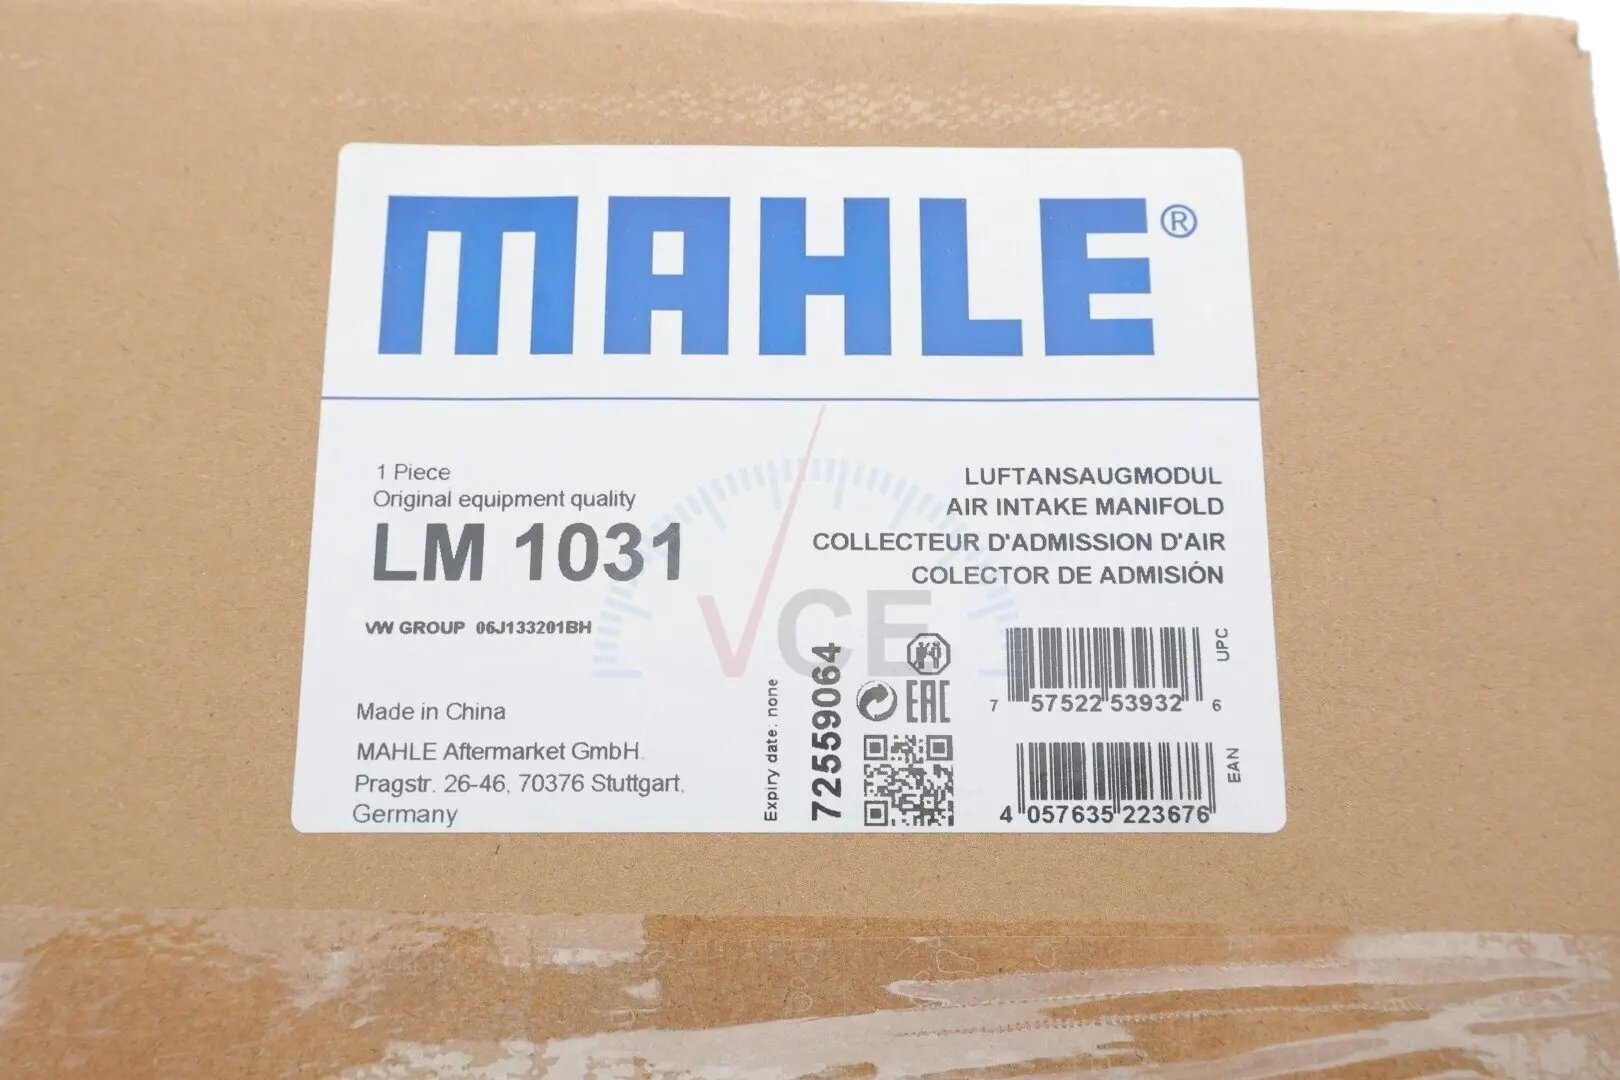 MAHLE®
1 Piece
Original equipment quality
LM 1031
VW GROUP 06J133201BH
LUFTANSAUGMODUL
AIR INTAKE MANIFOLD
COLLECTEUR D'ADMISSION D'AIR
COLECTOR DE ADMISIÓN
VCE
Made in China
MAHLE Aftermarket GmbH.
Pragstr. 26-46, 70376 Stuttgart,
Germany
Expiry date: none
72559064
EAC
7 57522 53932 6
UPC
4 057635 223676
EAN